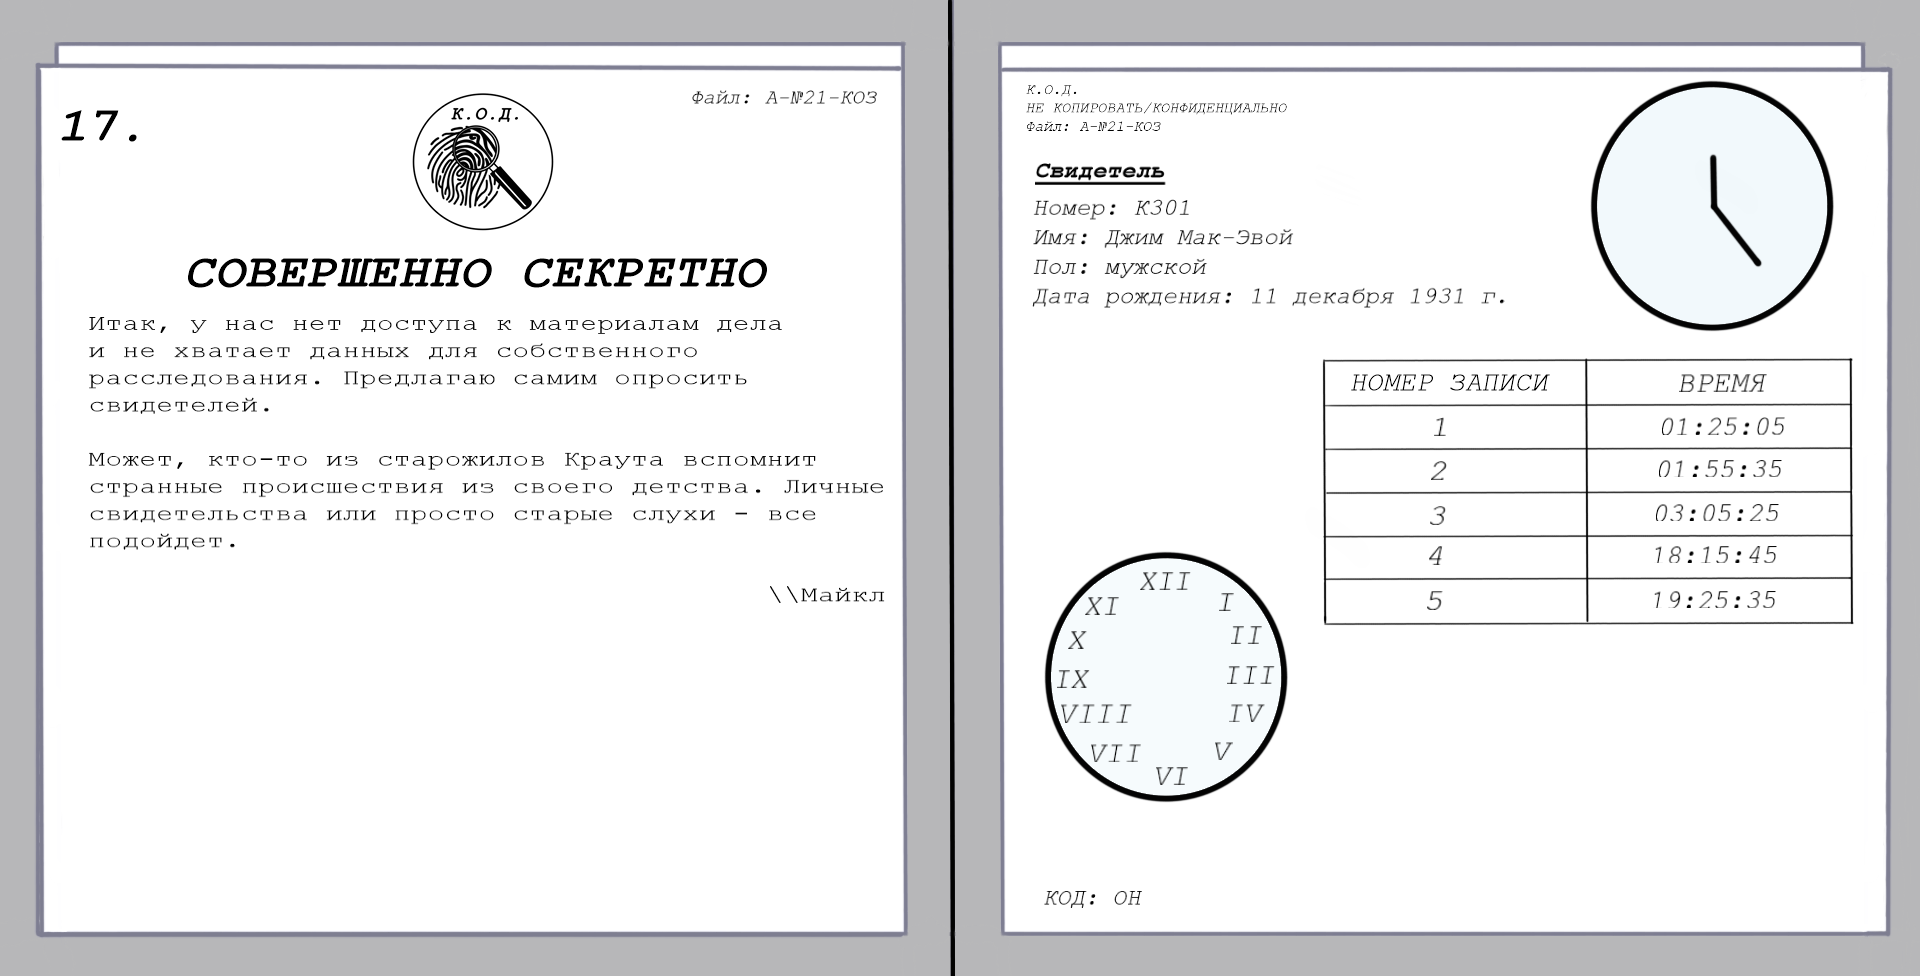 17.
К.О.Д.
Файл: А-№21-КОЗ
СОВЕРШЕННО СЕКРЕТНО
Итак, у нас нет доступа к материалам дела
и не хватает данных для собственного
расследования. Предлагаю самим опросить
свидетелей.
Может, кто-то из старожилов Краута вспомнит
странные происшествия из своего детства. Личные
свидетельства или просто старые слухи - все
подойдет.
\\Майкл
К.О.Д.
НЕ КОПИРОВАТЬ/КОНФИДЕНЦИАЛЬНО
Файл: А-№21-КОЗ
Свидетель
Номер: К301
Имя: Джим Мак-Эвой
Пол: мужской
Дата рождения: 11 декабря 1931 г.
НОМЕР ЗАПИСИ ВРЕМЯ
1 01:25:05
2 01:55:35
3 03:05:25
4 18:15:45
5 19:25:35
XII
XI I
X II
IX III
VIII IV
VII V
VI
КОД: ОН